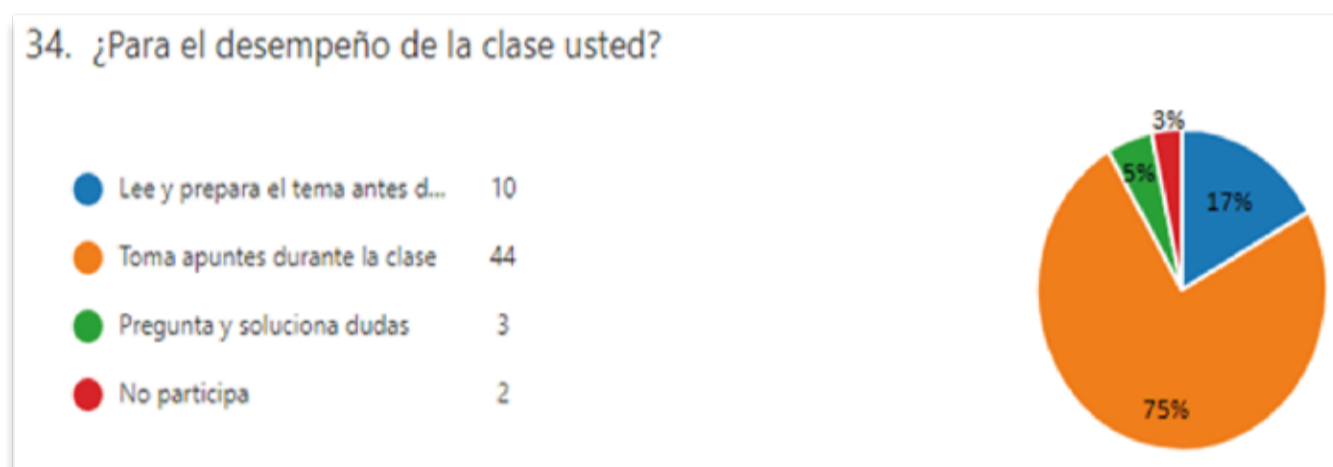 34. ¿Para el desempeño de la clase usted?
Lee y prepara el tema antes d... 10
Toma apuntes durante la clase 44
Pregunta y soluciona dudas 3
No participa 2
3%
5%
17%
75%